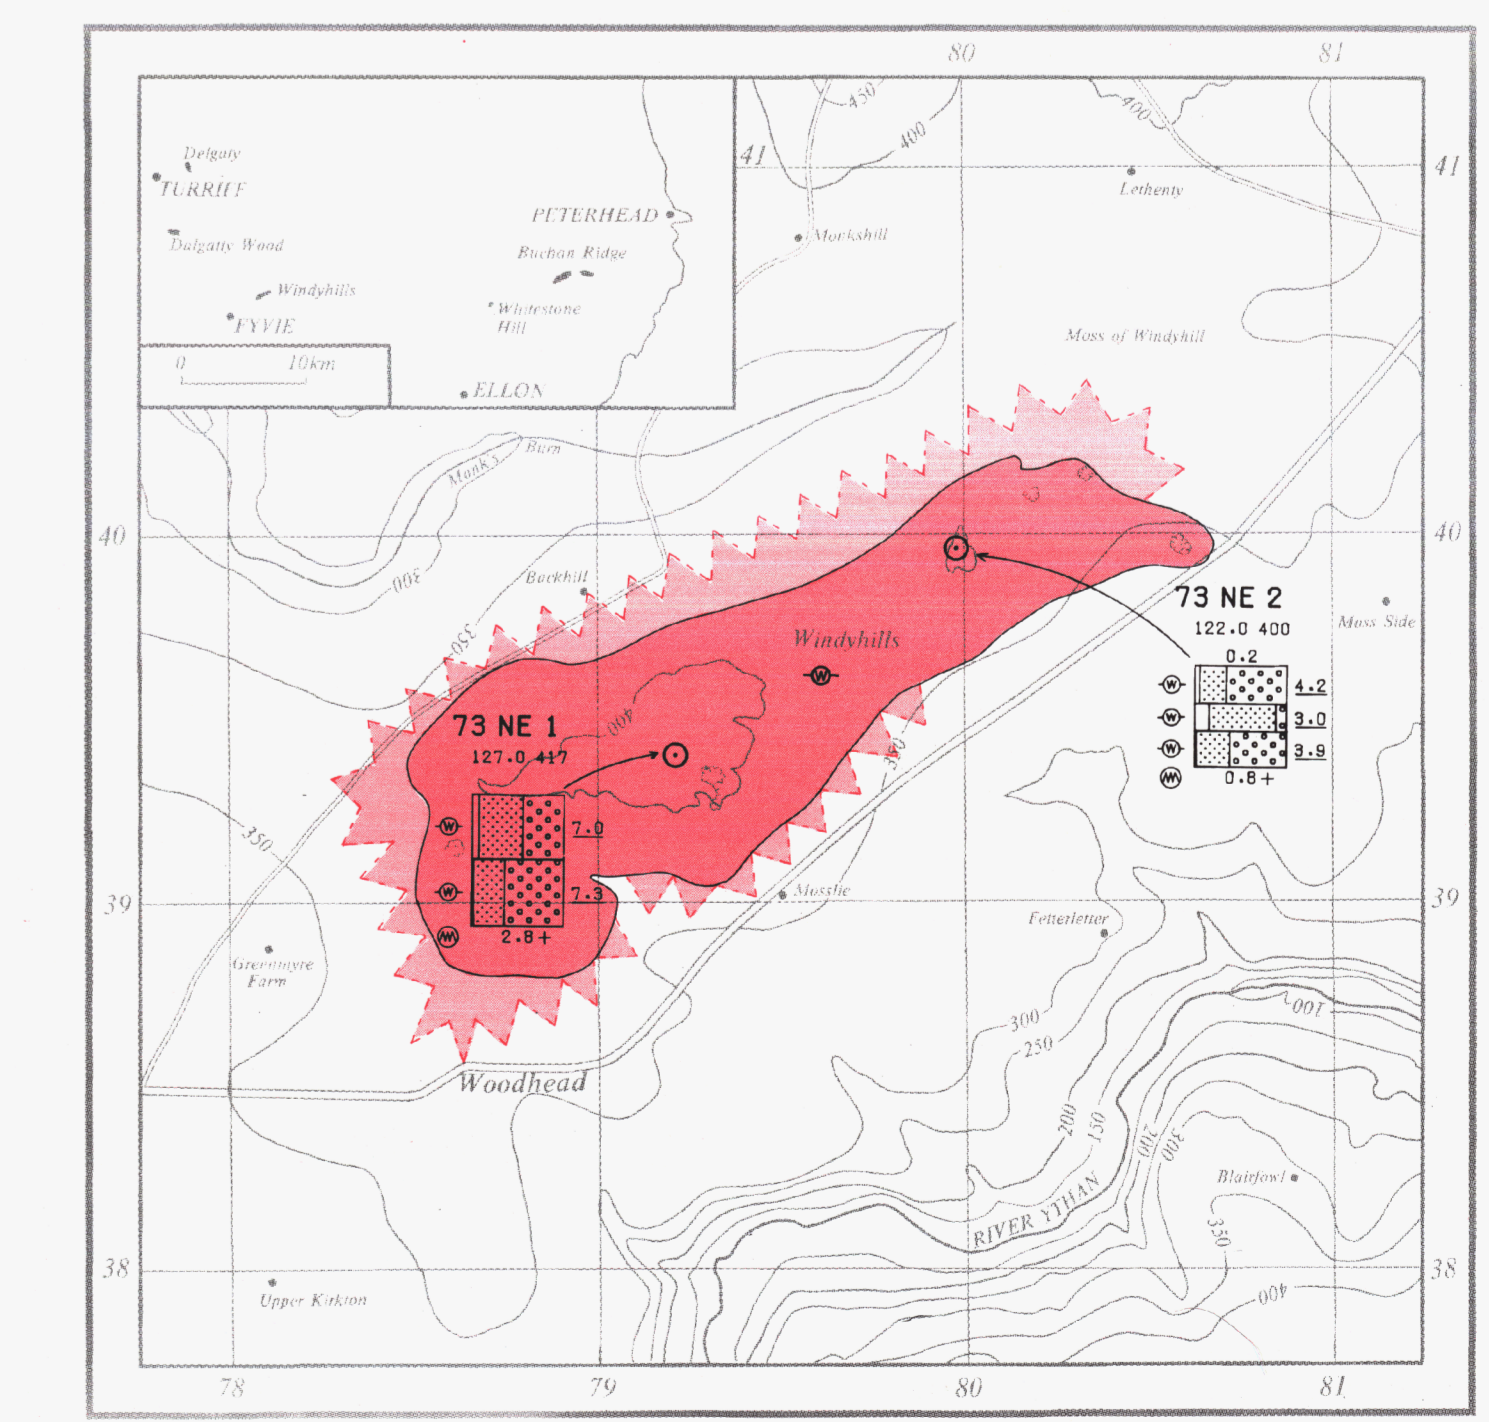 80 81
Delgaty
TURRIFF
Dalgatty Wood
Windyhills
FYVIE
PETERHEAD
Buchan Ridge
Whitestone
Hill
ELLON
0 10km
450
400
400
41
41
Lethenty
Monkshill
Moss of Windyhill
Monk's Burn
40
40
300
Backhill
350
Windyhills
W
400
350
73 NE 1
127.0 417
W 7.0
W 7.3
2.8+
73 NE 2
122.0 400
0.2
W 4.2
W 3.0
W 3.9
0.8+
Moss Side
350
39
39
Mosslie
Fetterletter
Greenmyre
Farm
300
250
100
Woodhead
200
150
200
300
Blairfowl
RIVER YTHAN
350
38
38
400
Upper Kirkton
78 79 80 81